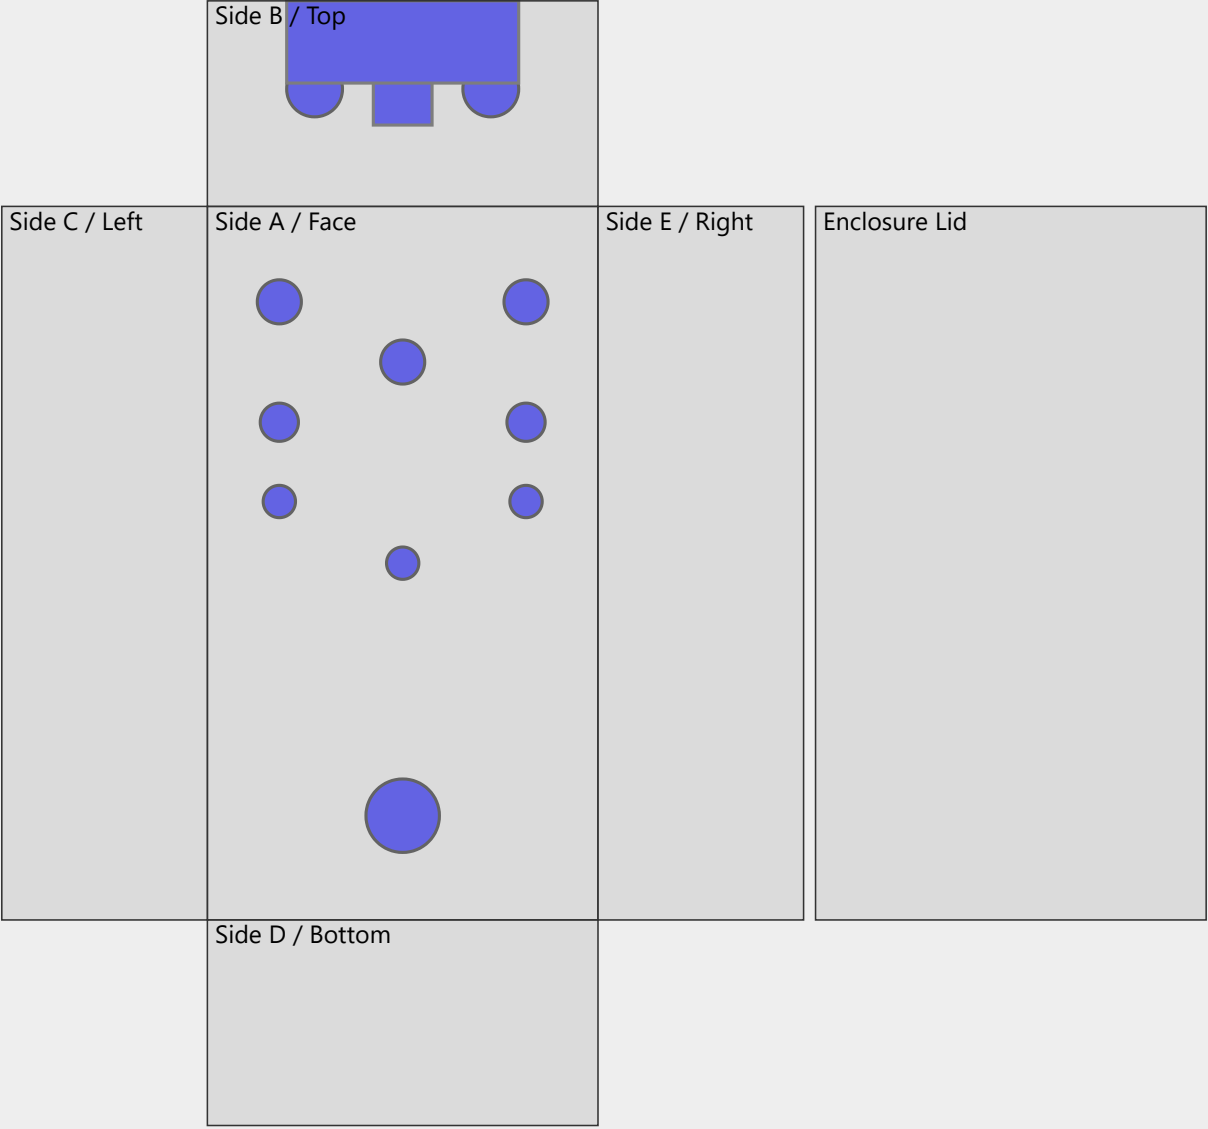 Side B / Top
Side C / Left
Side A / Face
Side E / Right
Enclosure Lid
Side D / Bottom